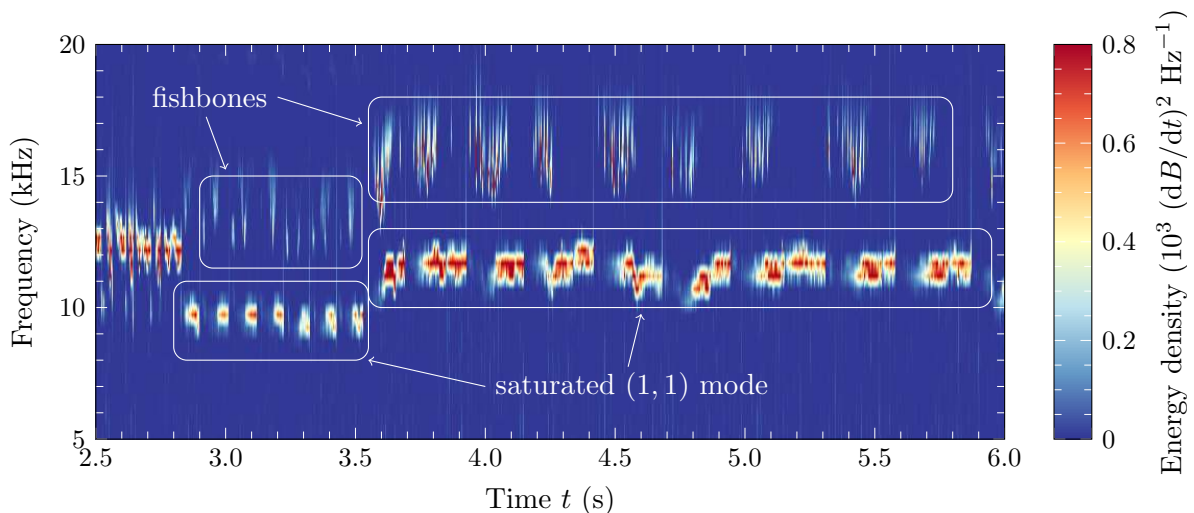 20
15
10
5
Frequency (kHz)
fishbones
saturated (1, 1) mode
2.5 3.0 3.5 4.0 4.5 5.0 5.5 6.0
Time t (s)
0.8
0.6
0.4
0.2
0
Energy density (10³ (dB/dt)² Hz⁻¹)